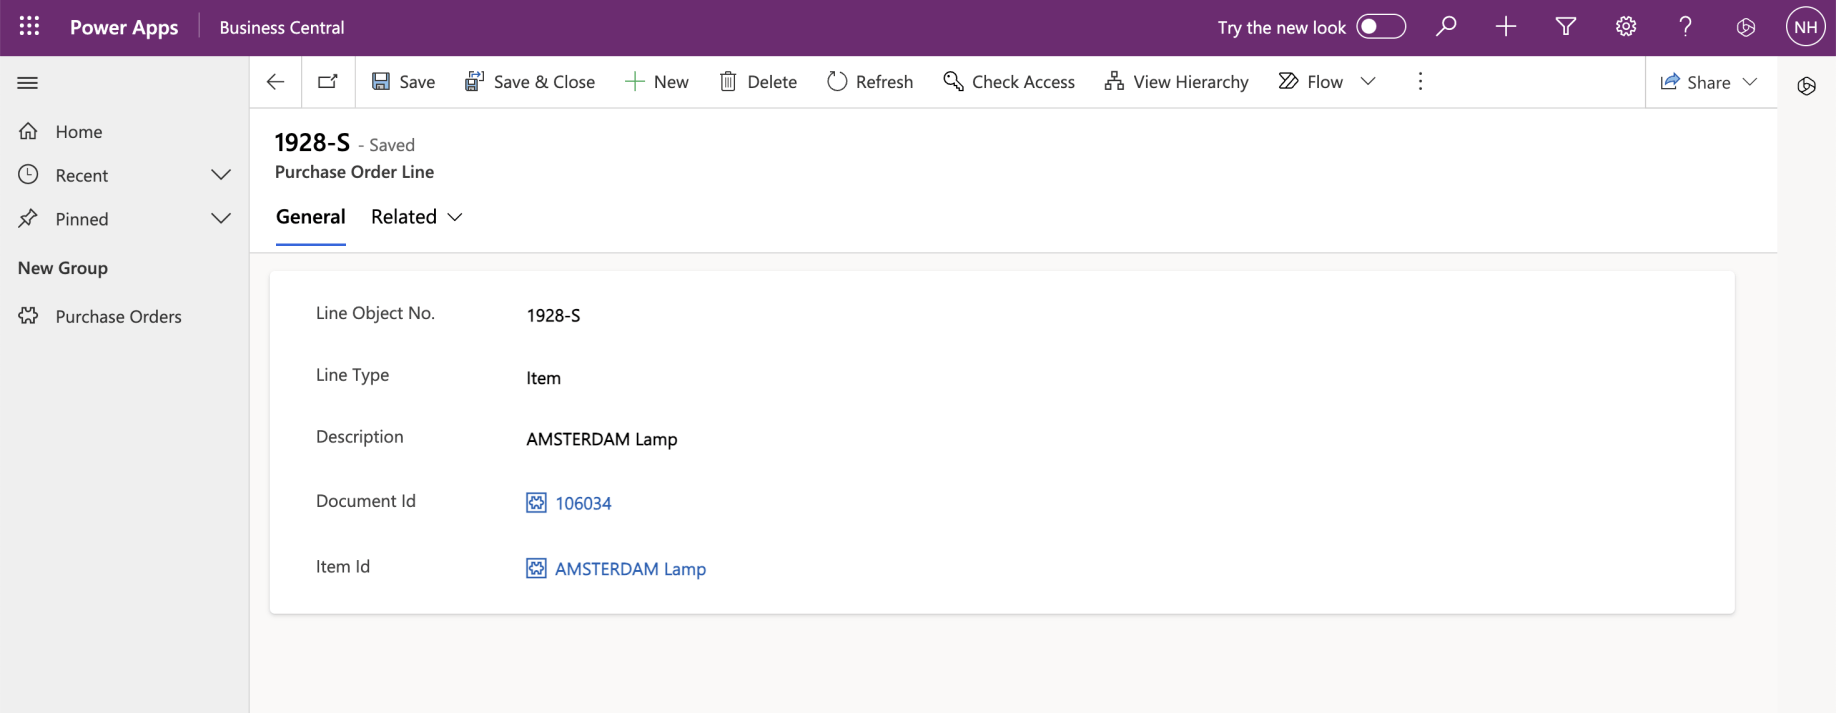 Power Apps Business Central Try the new look NH
Save Save & Close New Delete Refresh Check Access View Hierarchy Flow Share
Home
Recent
Pinned
New Group
Purchase Orders
1928-S - Saved
Purchase Order Line
General Related
Line Object No. 1928-S
Line Type Item
Description AMSTERDAM Lamp
Document Id 106034
Item Id AMSTERDAM Lamp